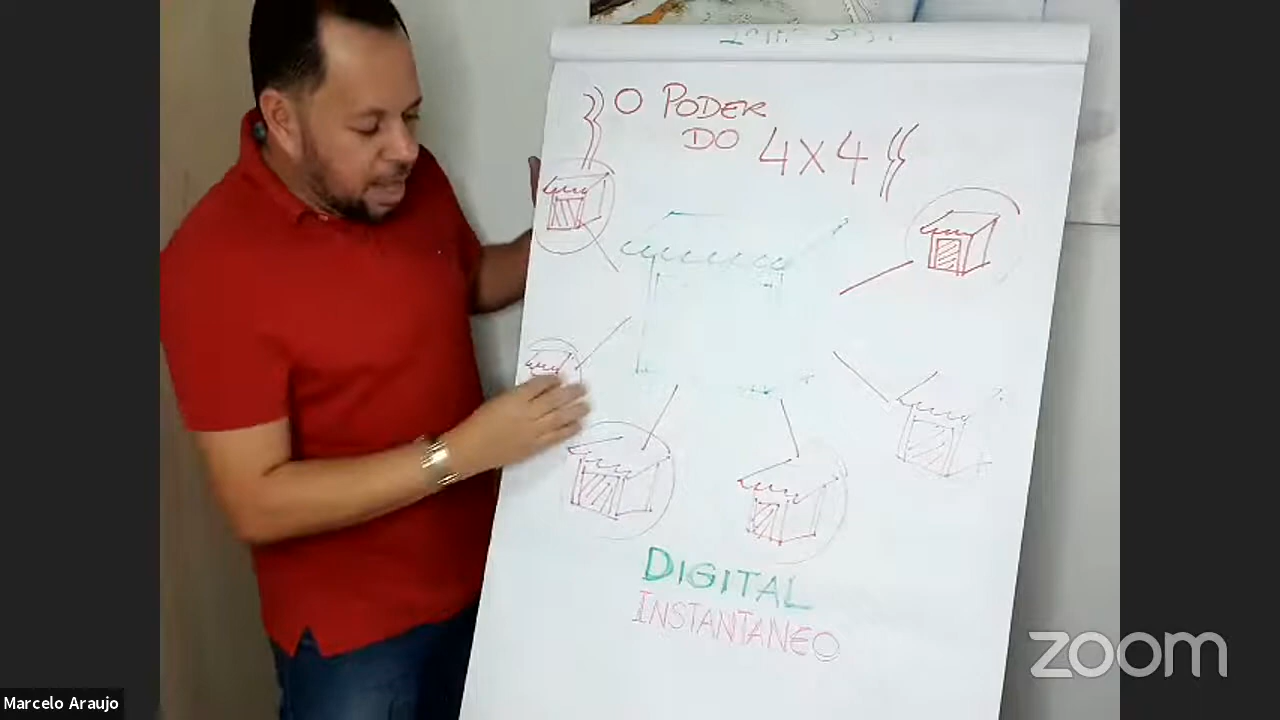 O PODER
DO 4X4
DIGITAL
INSTANTANEO
zoom
Marcelo Araujo